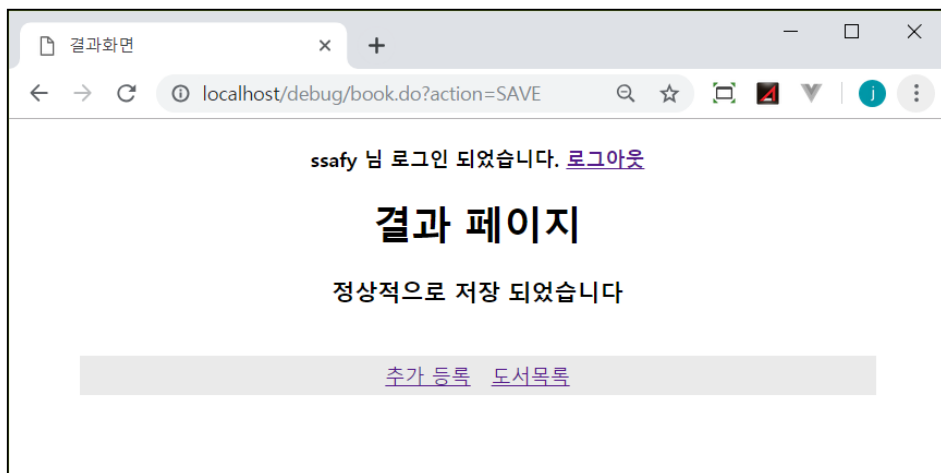 결과화면
localhost/debug/book.do?action=SAVE
j
ssafy 님 로그인 되었습니다. 로그아웃
결과 페이지
정상적으로 저장 되었습니다
추가 등록 도서목록